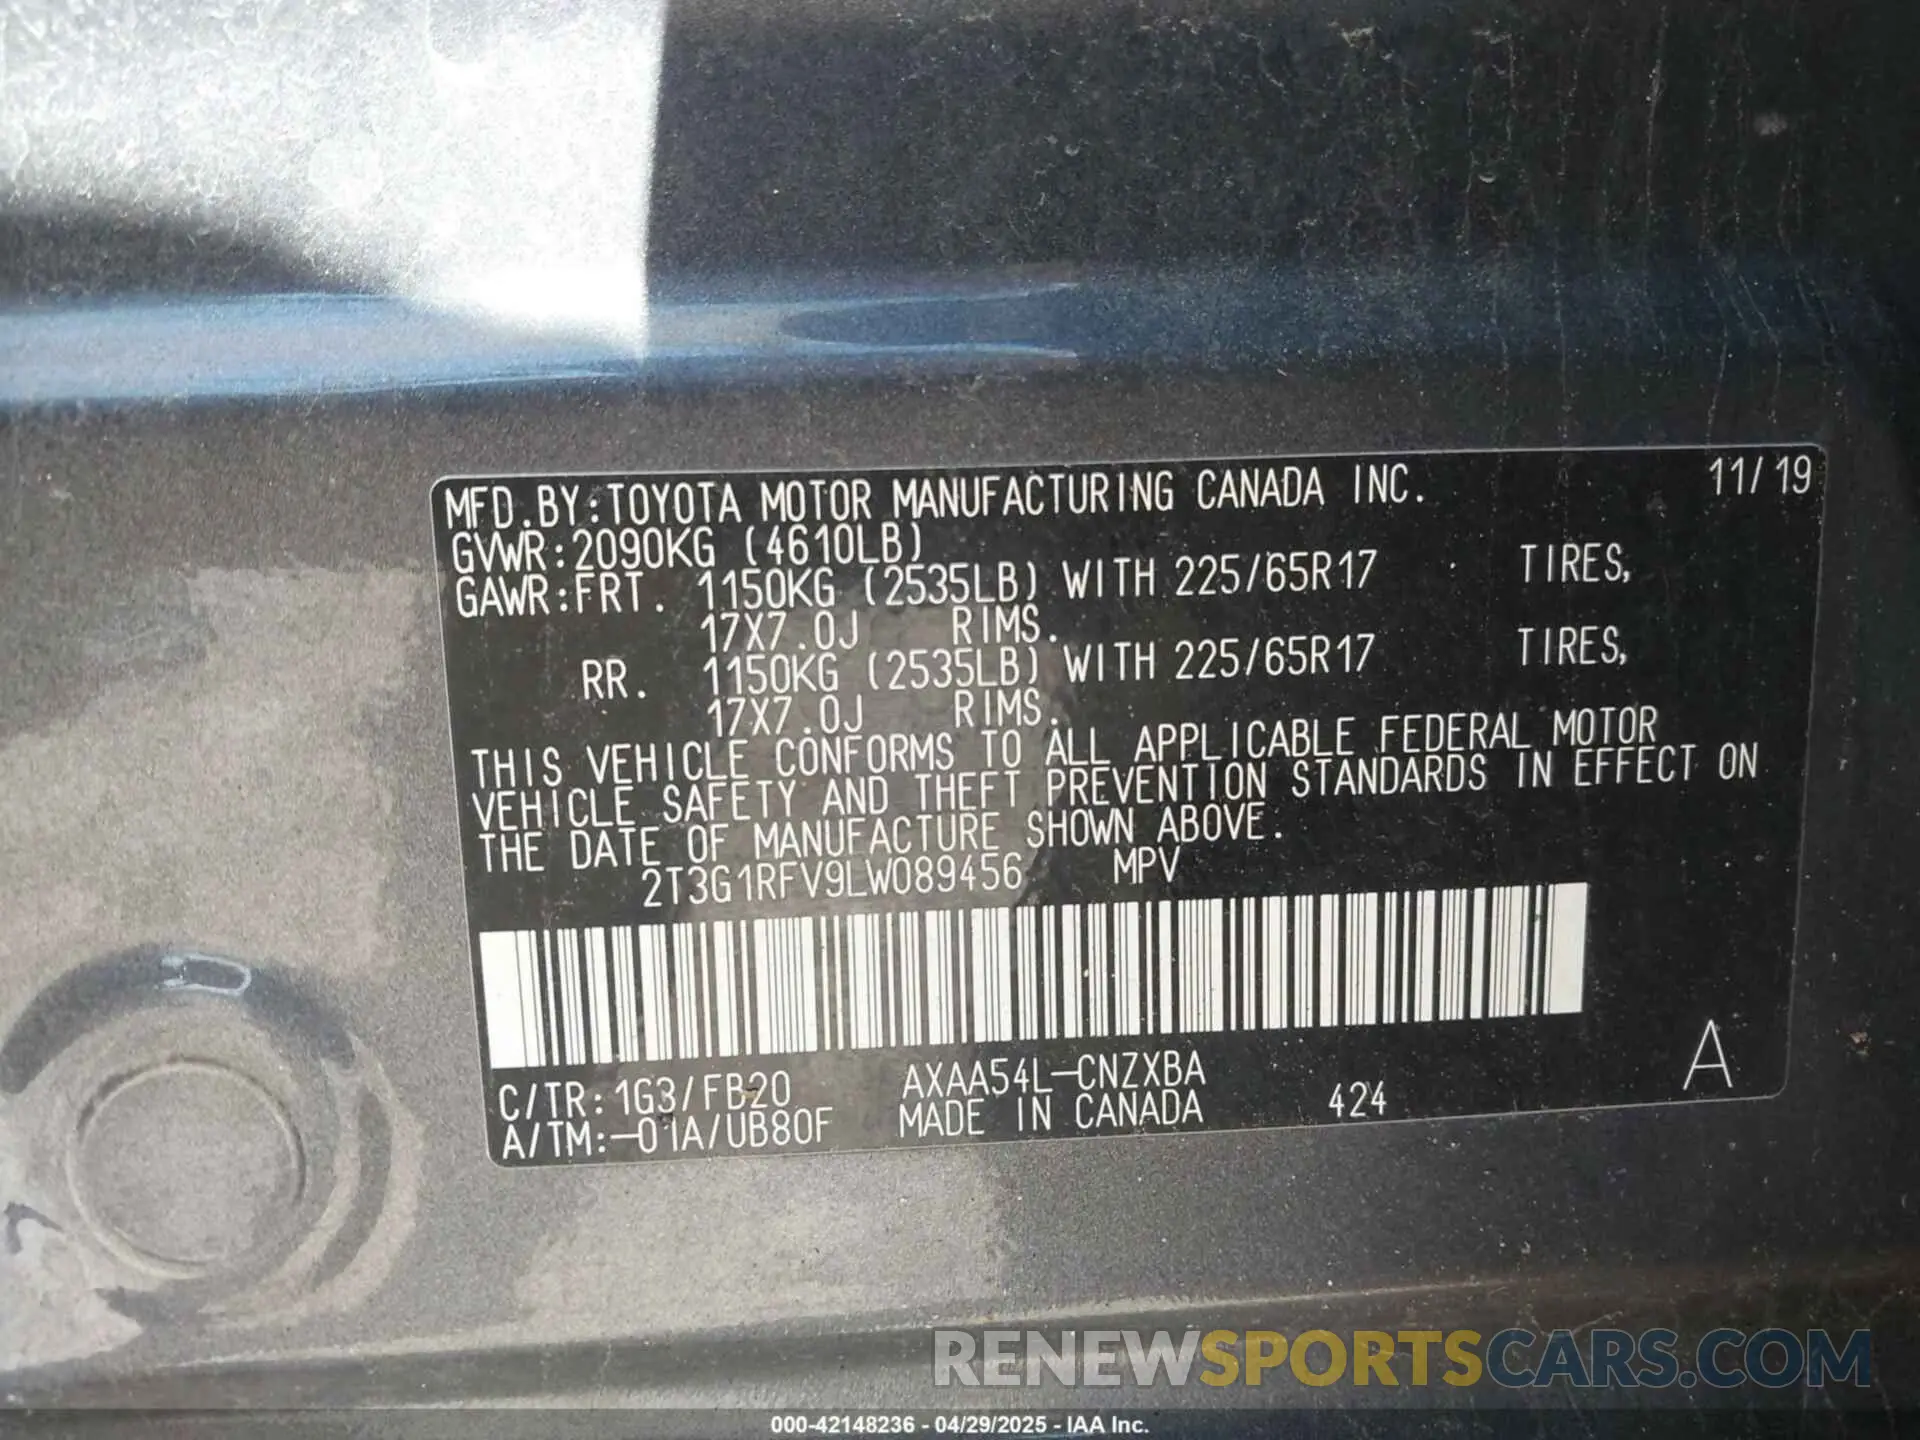 MFD.BY:TOYOTA MOTOR MANUFACTURING CANADA INC. 11/19
GVWR:2090KG (4610LB)
GAWR:FRT. 1150KG (2535LB) WITH 225/65R17 TIRES,
17X7.0J RIMS.
RR. 1150KG (2535LB) WITH 225/65R17 TIRES,
17X7.0J RIMS.
THIS VEHICLE CONFORMS TO ALL APPLICABLE FEDERAL MOTOR
VEHICLE SAFETY AND THEFT PREVENTION STANDARDS IN EFFECT ON
THE DATE OF MANUFACTURE SHOWN ABOVE.
2T3G1RFV9LW089456 MPV
C/TR:1G3/FB20 AXAA54L-CNZXBA
A/TM:-01A/UB80F MADE IN CANADA 424 A
RENEWSPORTSCARS.COM
000-42148236 - 04/29/2025 - IAA Inc.